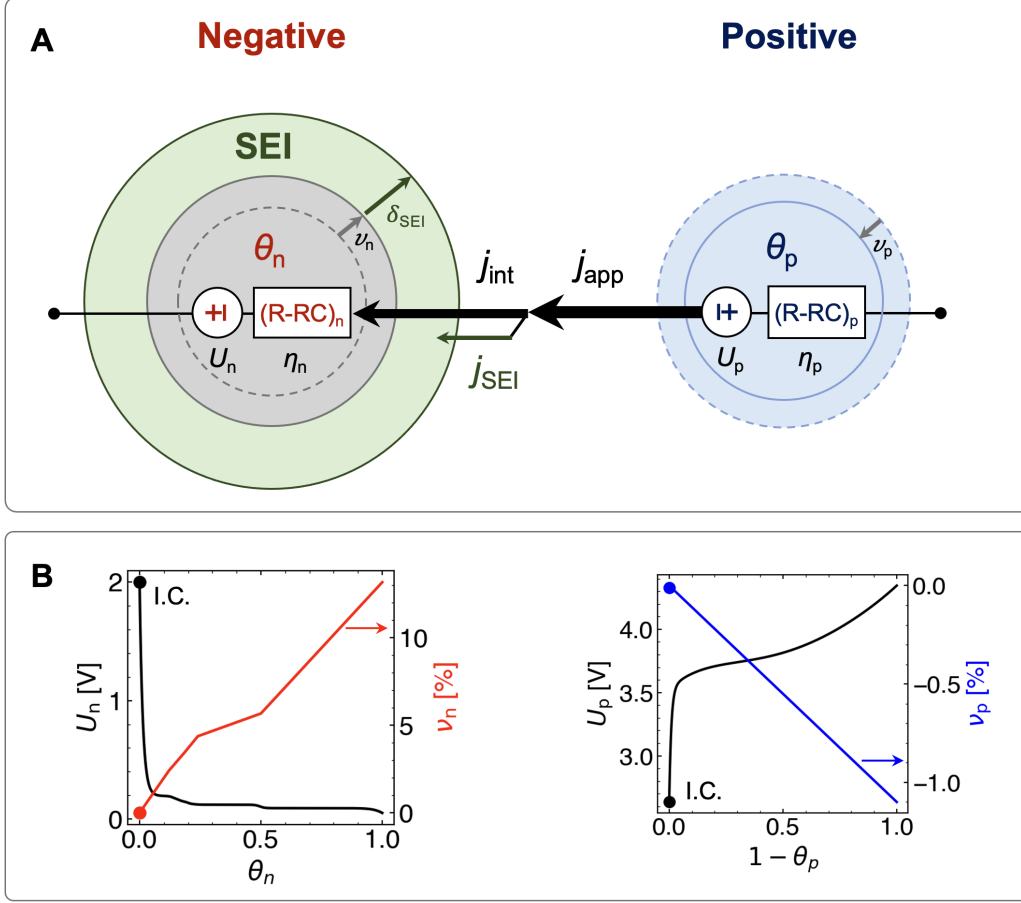 A
Negative
Positive
SEI
δSEI
νn
θn
jint
japp
θp
νp
+I
(R-RC)n
I+
(R-RC)p
Un
ηn
jSEI
Up
ηp
B
2
1
0
I.C.
Un [V]
10
5
0
νn [%]
0.0
0.5
1.0
θn
4.0
3.5
3.0
I.C.
Up [V]
0.0
−0.5
−1.0
νp [%]
0.0
0.5
1.0
1 − θp